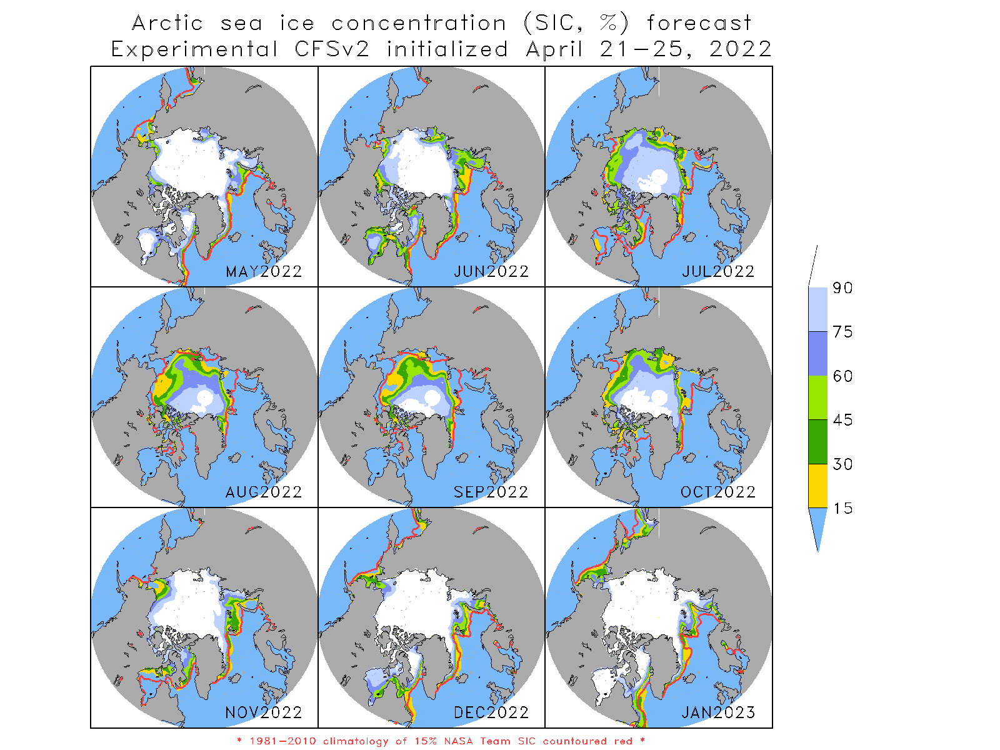 Arctic sea ice concentration (SIC, %) forecast
Experimental CFSv2 initialized April 21-25, 2022
MAY2022
JUN2022
JUL2022
AUG2022
SEP2022
OCT2022
NOV2022
DEC2022
JAN2023
90
75
60
45
30
15
* 1981-2010 climatology of 15% NASA Team SIC countoured red *